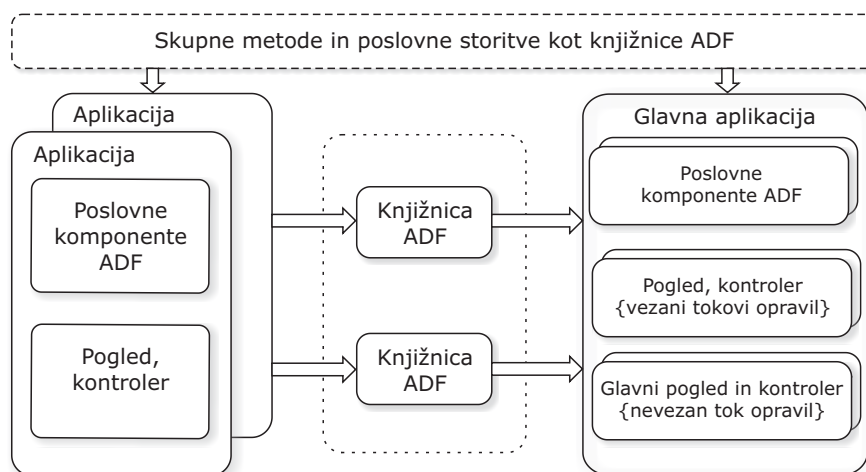 Skupne metode in poslovne storitve kot knjižnice ADF
Aplikacija
Aplikacija
Poslovne
komponente
ADF
Pogled,
kontroler
Knjižnica
ADF
Knjižnica
ADF
Glavna aplikacija
Poslovne
komponente ADF
Pogled, kontroler
{vezani tokovi opravil}
Glavni pogled in kontroler
{nevezan tok opravil}